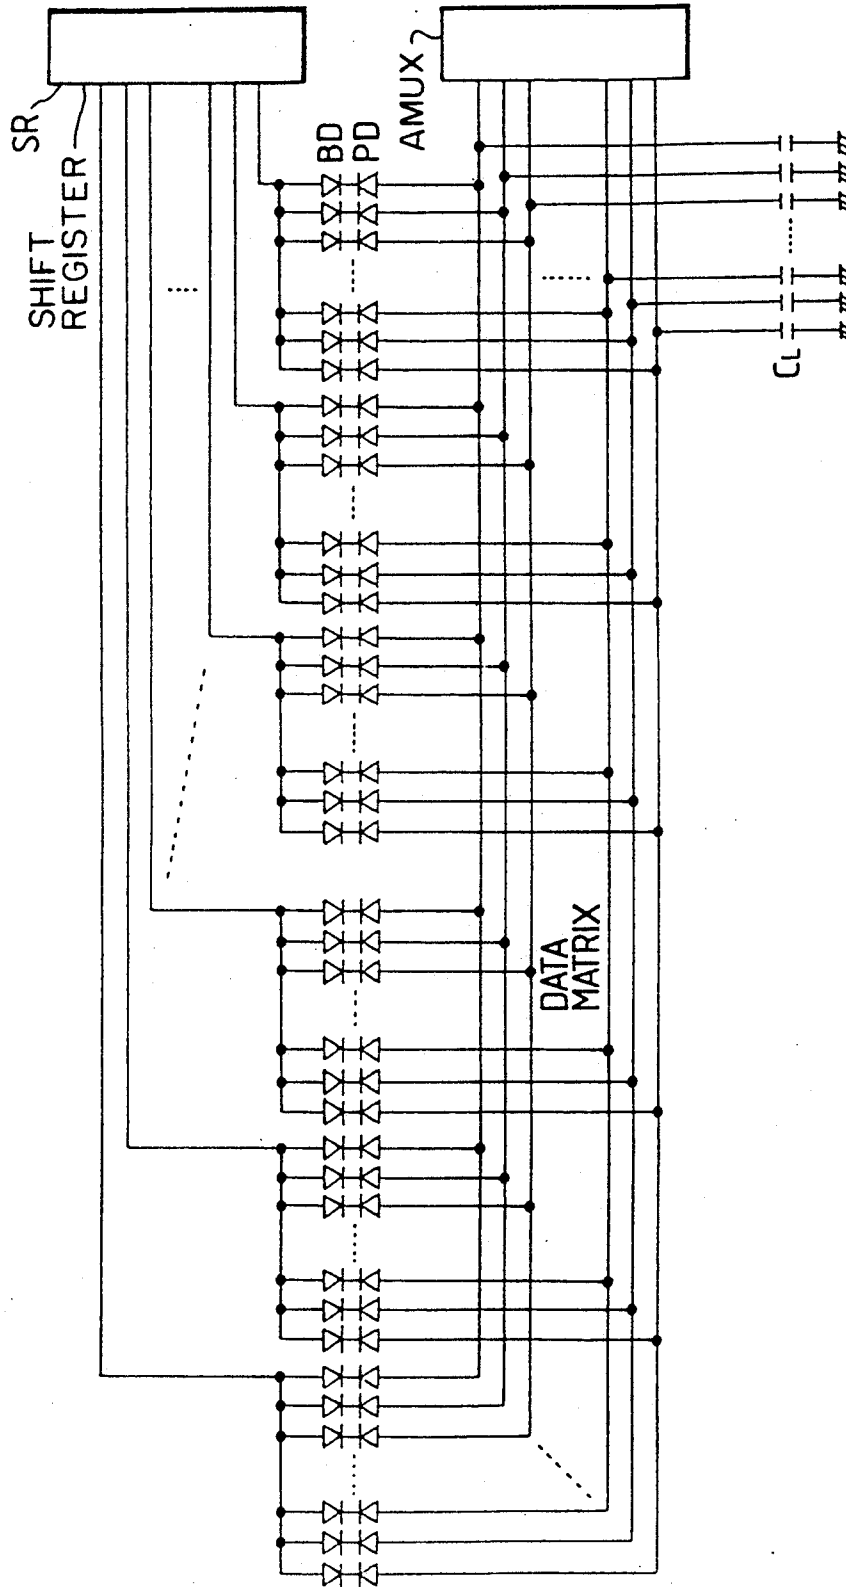 SR
SHIFT
REGISTER
BD
PD
AMUX
CL
DATA
MATRIX